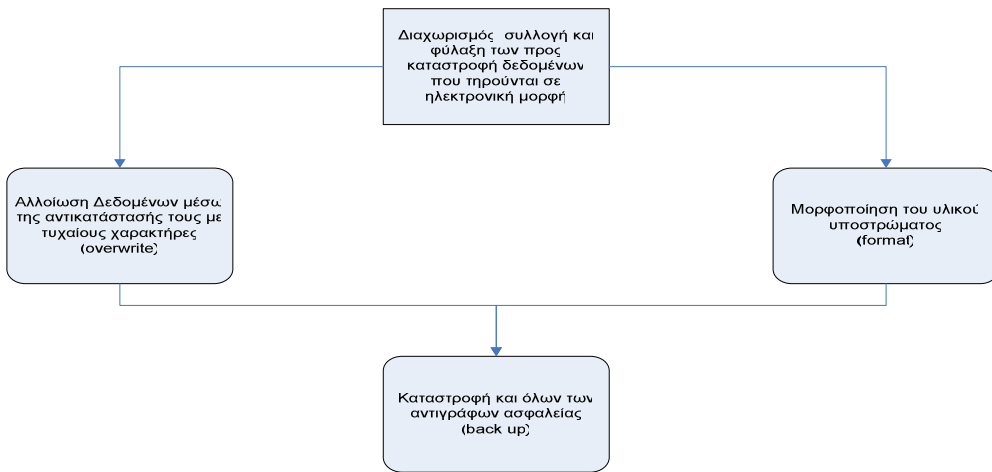 Διαχωρισμός συλλογή και
φύλαξη των προς
καταστροφή δεδομένων
που τηρούνται σε
ηλεκτρονική μορφή
Αλλοίωση Δεδομένων μέσω
της αντικατάστασής τους με
τυχαίους χαρακτήρες
(overwrite)
Μορφοποίηση του υλικού
υποστρώματος
(format)
Καταστροφή και όλων των
αντιγράφων ασφαλείας
(back up)